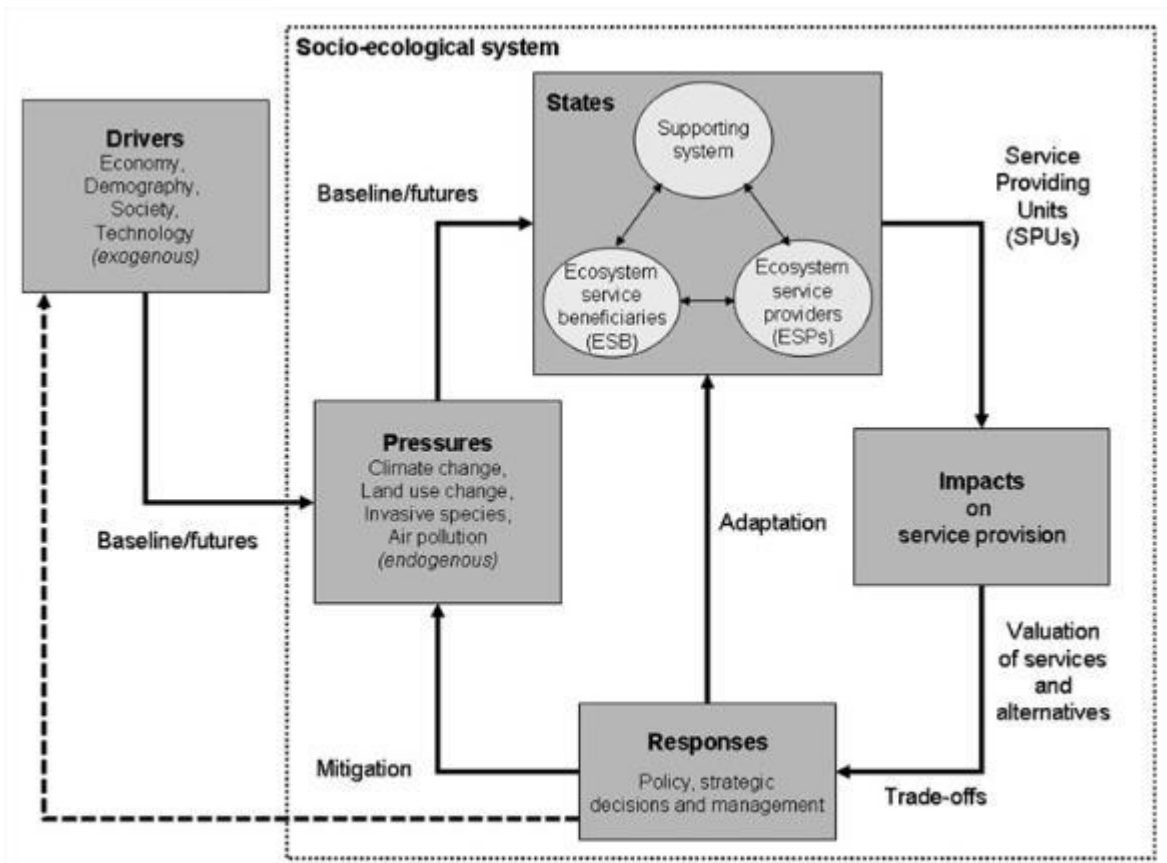 Socio-ecological system
Drivers
Economy,
Demography,
Society,
Technology
(exogenous)
Baseline/futures
Pressures
Climate change,
Land use change,
Invasive species,
Air pollution
(endogenous)
Baseline/futures
States
Supporting
system
Ecosystem
service
beneficiaries
(ESB)
Ecosystem
service
providers
(ESPs)
Service
Providing
Units
(SPUs)
Impacts
on
service provision
Valuation
of services
and
alternatives
Trade-offs
Responses
Policy, strategic
decisions and management
Adaptation
Mitigation